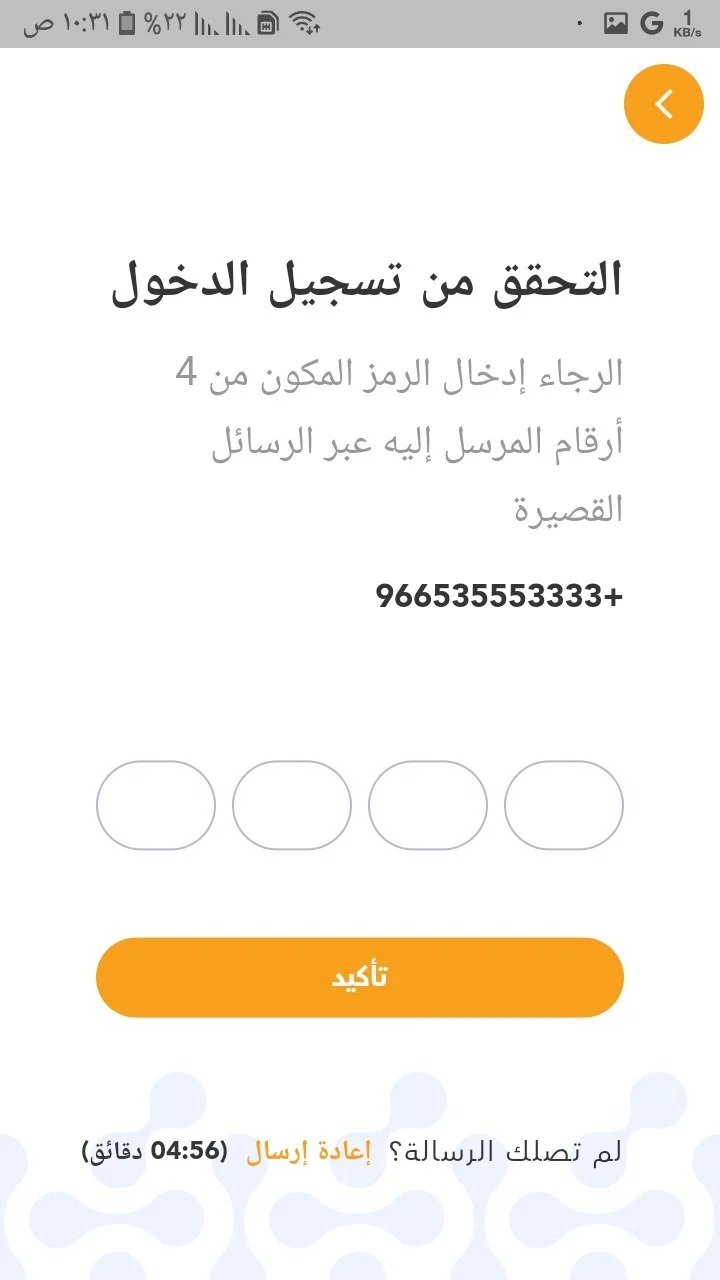 ١٠:٣١ ص
%٢٢
G
1 KB/s
التحقق من تسجيل الدخول
الرجاء إدخال الرمز المكون من 4
أرقام المرسل إليه عبر الرسائل
القصيرة
966535553333+
تأكيد
لم تصلك الرسالة؟ إعادة إرسال (04:56 دقائق)